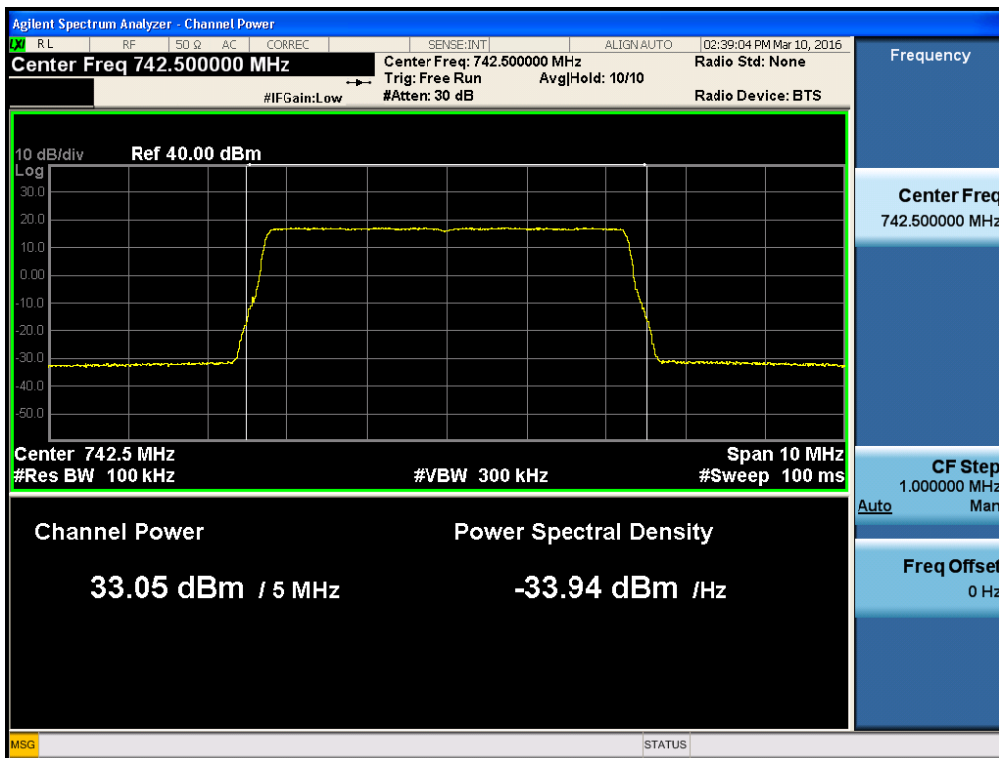 Agilent Spectrum Analyzer - Channel Power
LXI RL RF 50 Ω AC CORREC SENSE:INT ALIGN AUTO 02:39:04 PM Mar 10, 2016
Center Freq 742.500000 MHz
Center Freq: 742.500000 MHz
Radio Std: None
Trig: Free Run Avg|Hold: 10/10
#IFGain:Low
#Atten: 30 dB
Radio Device: BTS
10 dB/div Ref 40.00 dBm
Log
30.0
20.0
10.0
0.00
-10.0
-20.0
-30.0
-40.0
-50.0
Center 742.5 MHz Span 10 MHz
#Res BW 100 kHz #VBW 300 kHz #Sweep 100 ms
Channel Power Power Spectral Density
33.05 dBm / 5 MHz -33.94 dBm /Hz
Frequency
Center Freq
742.500000 MHz
CF Step
1.000000 MHz
Auto Man
Freq Offset
0 Hz
MSG STATUS